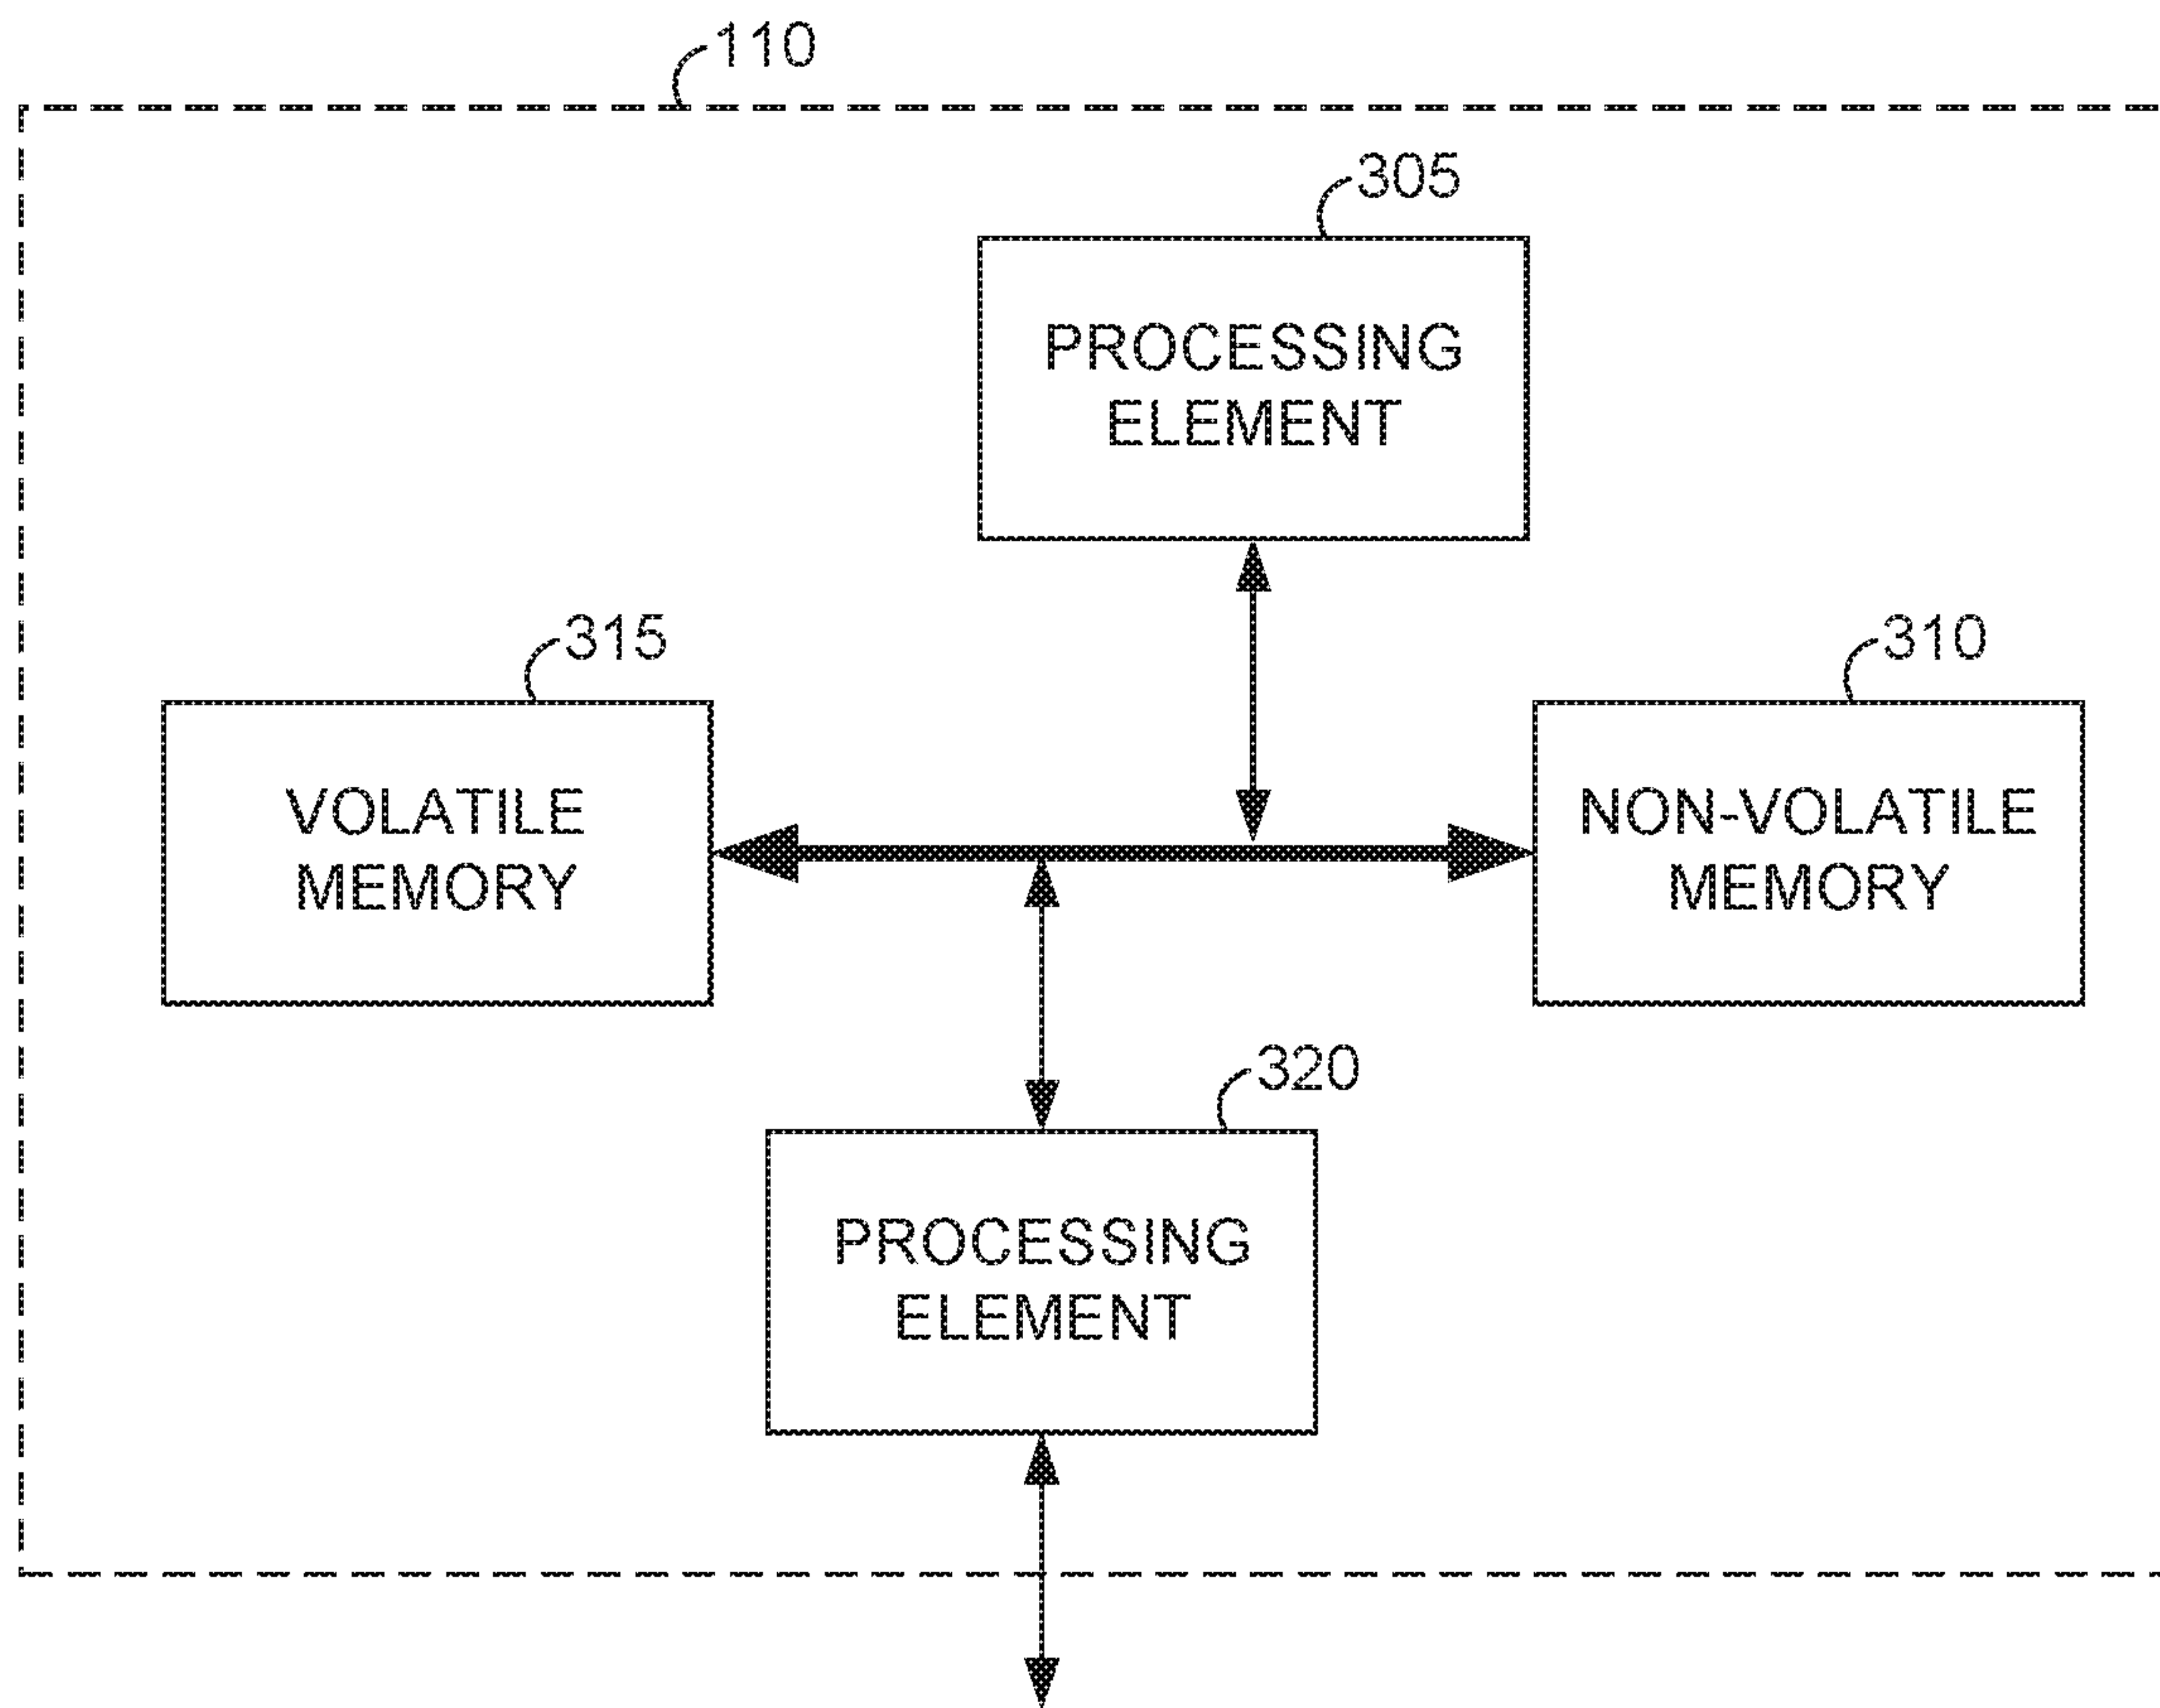 110
305
PROCESSING
ELEMENT
315
310
VOLATILE
MEMORY
NON-VOLATILE
MEMORY
320
PROCESSING
ELEMENT